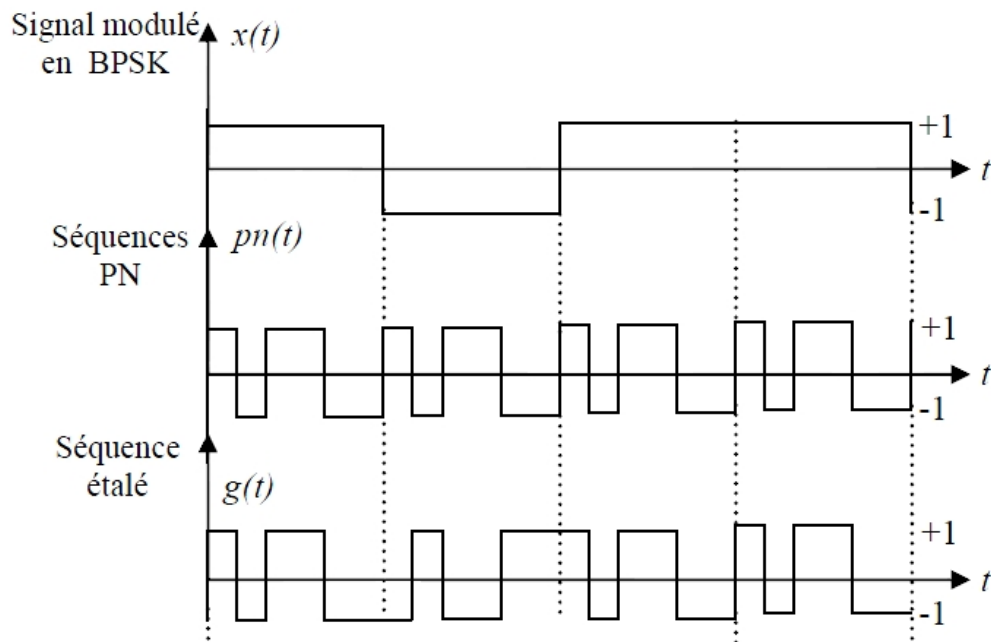 Signal modulé
en BPSK
x(t)
+1
t
-1
Séquences
PN
pn(t)
+1
t
-1
Séquence
étalé
g(t)
+1
t
-1